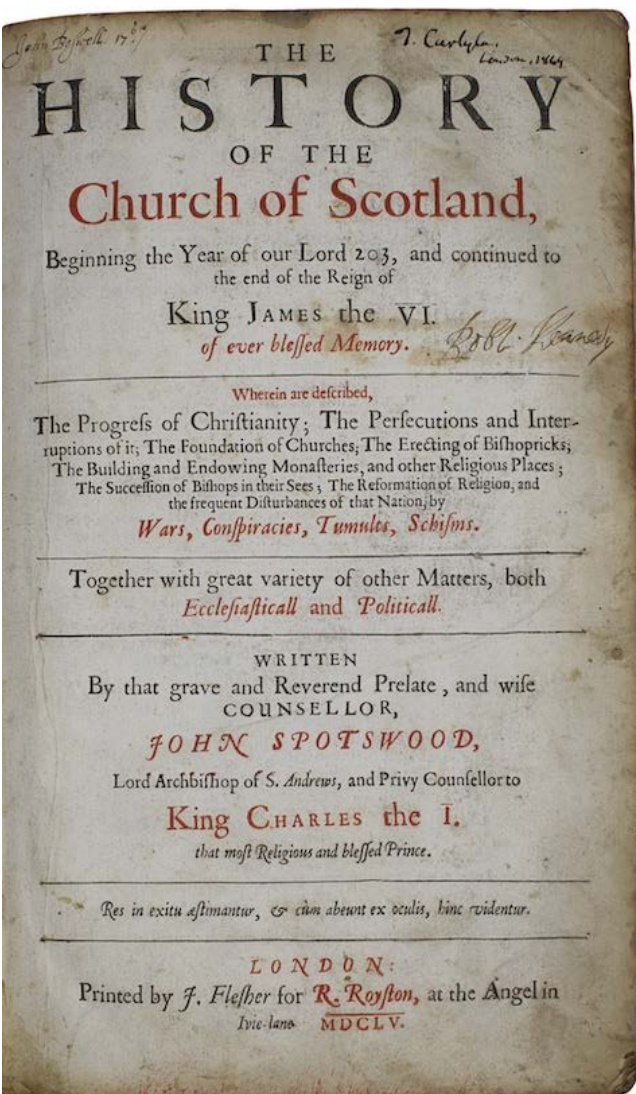 John Boswell. 1767
T. Carlyle.
London, 1864
THE
HISTORY
OF THE
Church of Scotland,
Beginning the Year of our Lord 203, and continued to
the end of the Reign of
King JAMES the VI.
of ever bleſſed Memory.
Robt. Keanedy
Wherein are deſcribed,
The Progreſs of Chriſtianity; The Perſecutions and Inter-
ruptions of it; The Foundation of Churches; The Erecting of Biſhopricks;
The Building and Endowing Monaſteries, and other Religious Places;
The Succeſſion of Biſhops in their Sees; The Reformation of Religion, and
the frequent Diſturbances of that Nation, by
Wars, Conſpiracies, Tumults, Schiſms.
Together with great variety of other Matters, both
Eccleſiaſticall and Politicall.
WRITTEN
By that grave and Reverend Prelate, and wiſe
COUNSELLOR,
JOHN SPOTSWOOD,
Lord Archbiſhop of S. Andrews, and Privy Counſellor to
King CHARLES the I.
that moſt Religious and bleſſed Prince.
Res in exitu æſtimantur, & cùm abeunt ex oculis, hinc videntur.
LONDON:
Printed by J. Fleſher for R. Royſton, at the Angel in
Ivie-lane MDCLV.